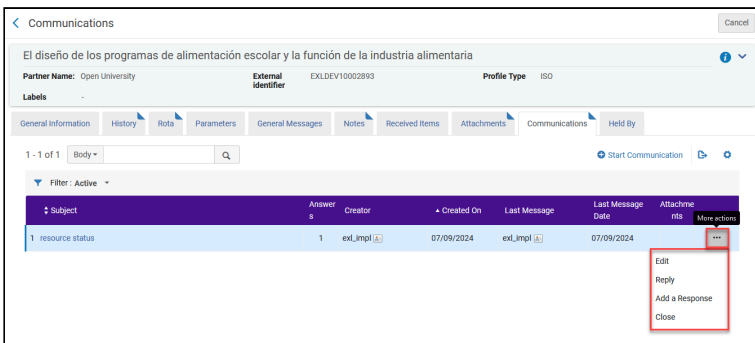 Communications
Cancel
El diseño de los programas de alimentación escolar y la función de la industria alimentaria
Partner Name: Open University
External identifier EXLDEV10002893
Profile Type ISO
Labels -
General Information History Rota Parameters General Messages Notes Received Items Attachments Communications Held By
1 - 1 of 1 Body
Start Communication
Filter : Active
Subject Answers Creator Created On Last Message Last Message Date Attachments
More actions
1 resource status 1 exl_impl 07/09/2024 exl_impl 07/09/2024
Edit
Reply
Add a Response
Close